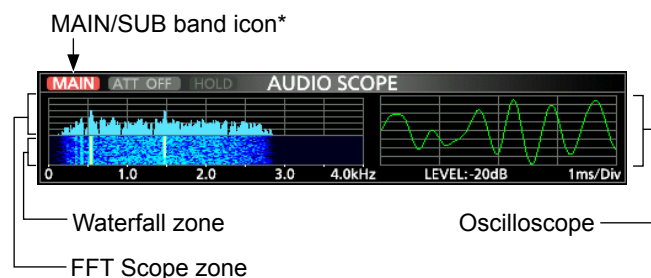 MAIN/SUB band icon*
MAIN ATT OFF HOLD AUDIO SCOPE
0 1.0 2.0 3.0 4.0kHz LEVEL:-20dB 1ms/Div
Waterfall zone Oscilloscope
FFT Scope zone